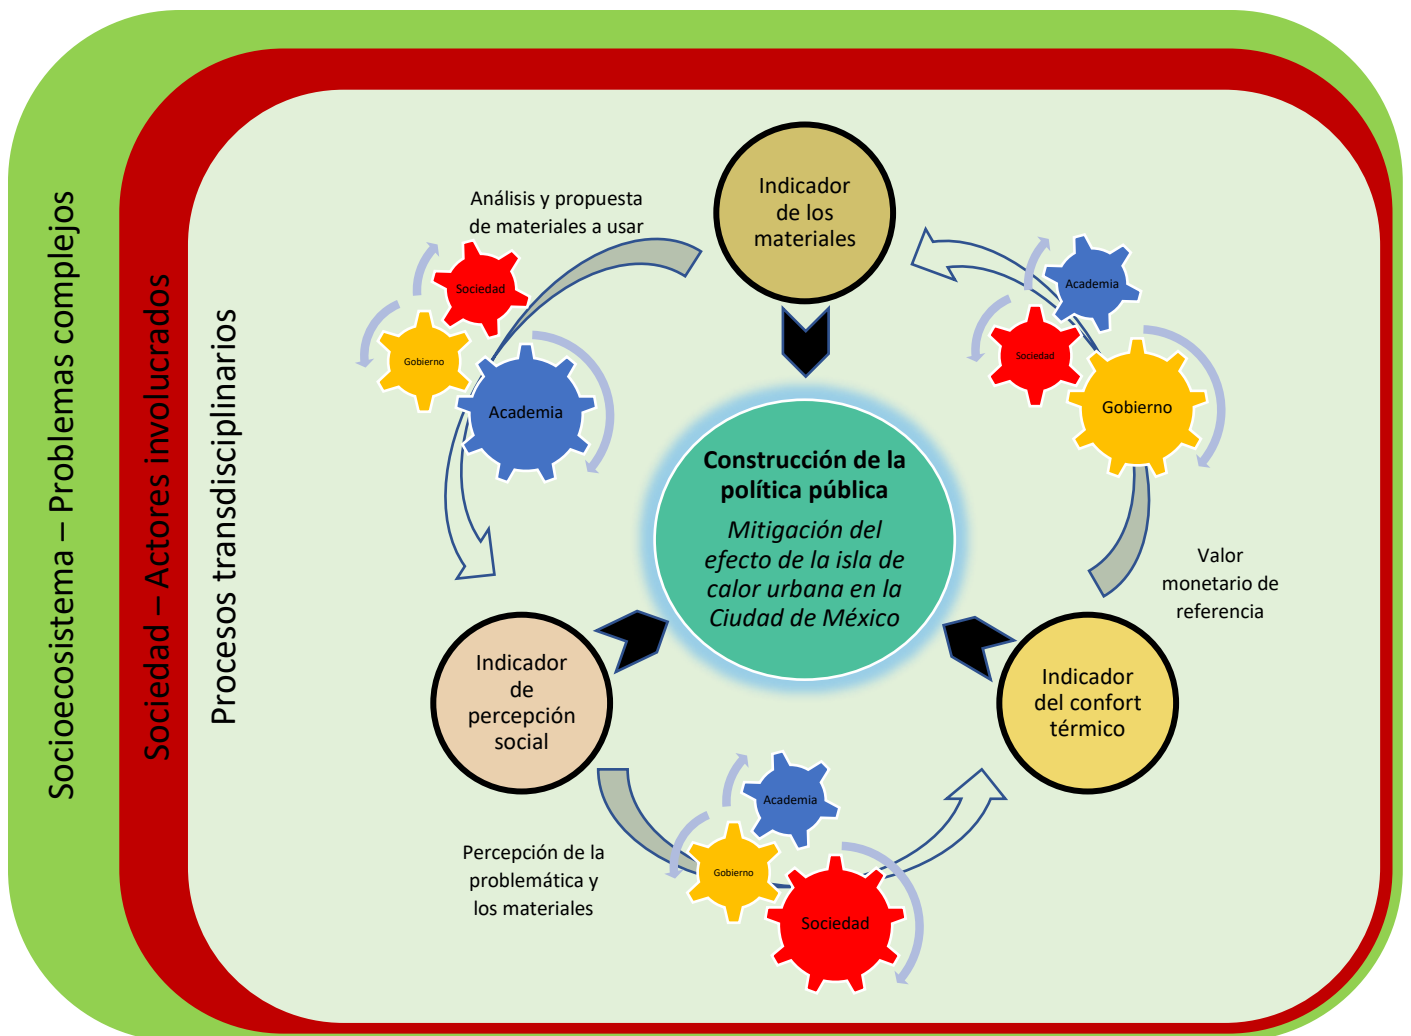 Socioecosistema – Problemas complejos
Sociedad – Actores involucrados
Procesos transdisciplinarios
Análisis y propuesta
de materiales a usar
Indicador
de los
materiales
Sociedad
Gobierno
Academia
Academia
Sociedad
Gobierno
Construcción de la
política pública
Mitigación del
efecto de la isla de
calor urbana en la
Ciudad de México
Valor
monetario de
referencia
Indicador
de
percepción
social
Indicador
del confort
térmico
Percepción de la
problemática y
los materiales
Academia
Gobierno
Sociedad